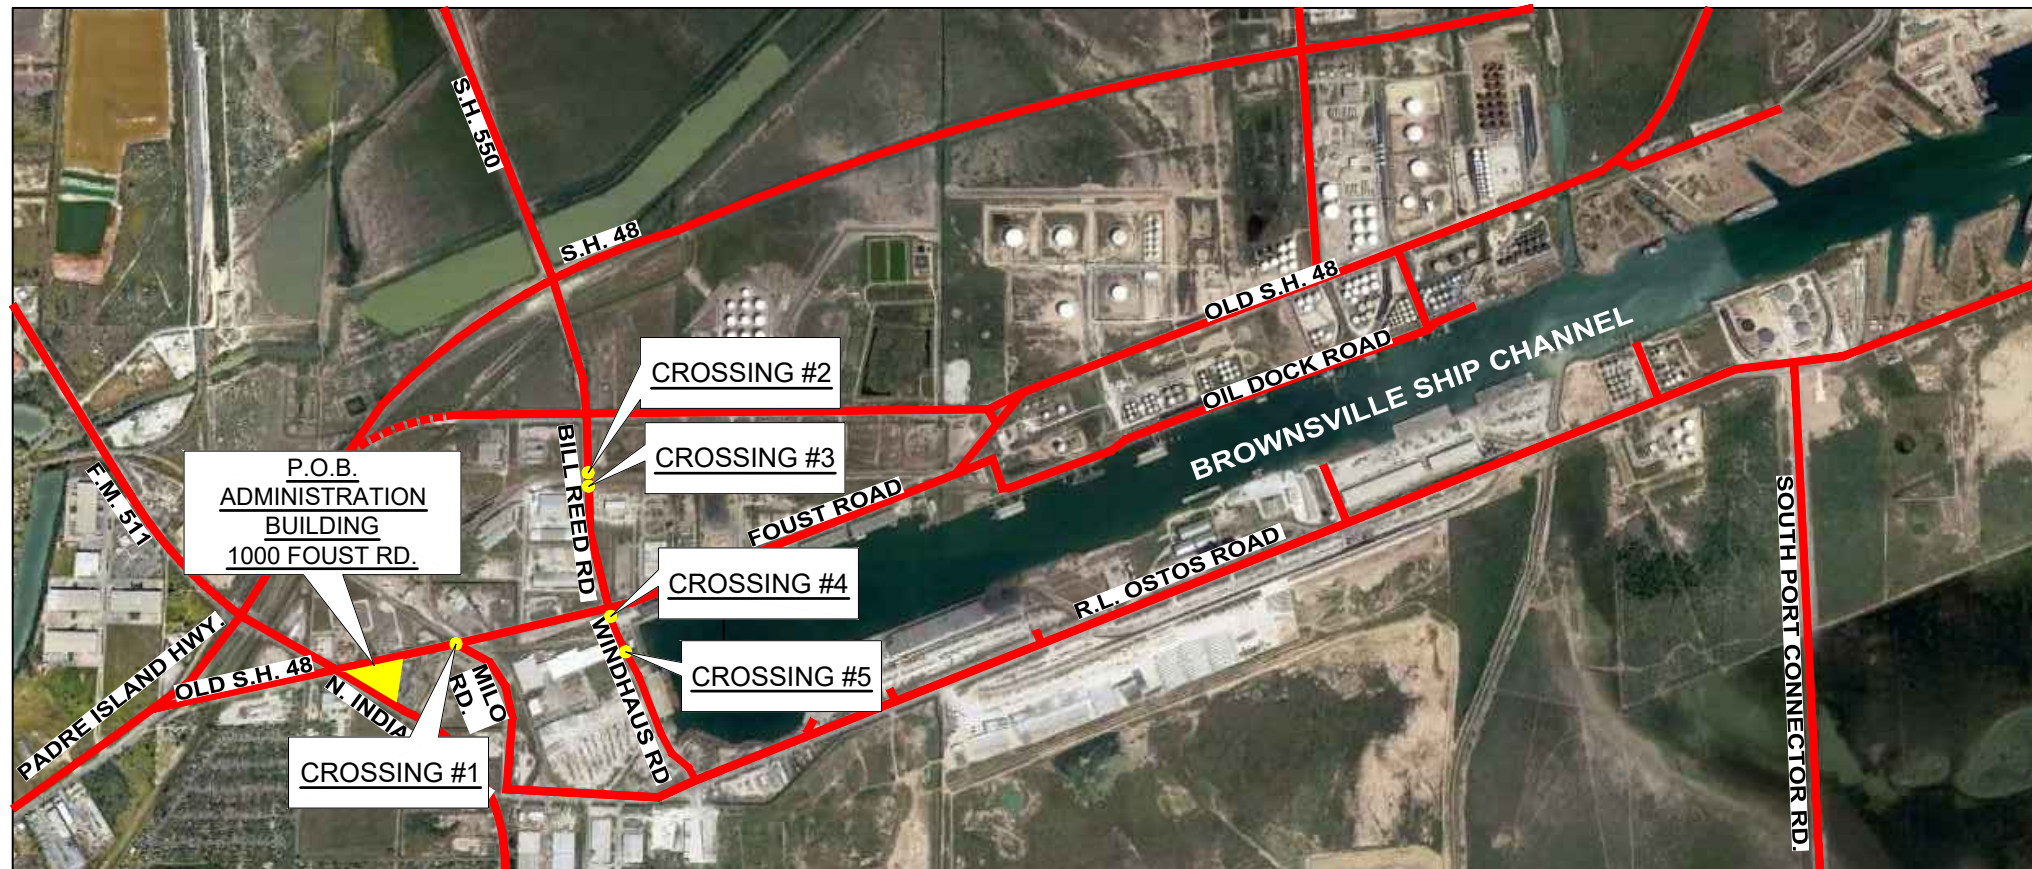 S.H. 550
S.H. 48
OLD S.H. 48
OIL DOCK ROAD
BROWNSVILLE SHIP CHANNEL
CROSSING #2
BILL REED RD
CROSSING #3
F.M. 511
P.O.B.
ADMINISTRATION
BUILDING
1000 FOUST RD.
FOUST ROAD
SOUTH PORT CONNECTOR RD.
CROSSING #4
R.L. OSTOS ROAD
PADRE ISLAND HWY.
OLD S.H. 48
N. INDIA
MILO
RD.
WINDHAUS RD
CROSSING #5
CROSSING #1